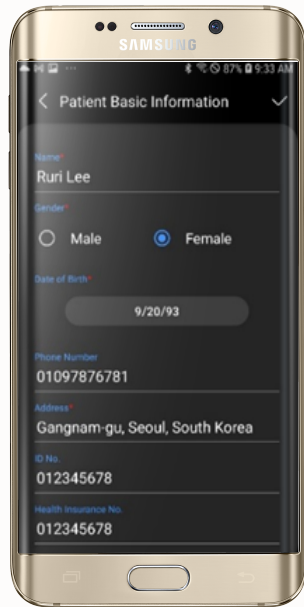 SAMSUNG
87% 9:33 AM
Patient Basic Information
Name*
Ruri Lee
Gender*
Male Female
Date of Birth*
9/20/93
Phone Number
01097876781
Address*
Gangnam-gu, Seoul, South Korea
ID No.
012345678
Health Insurance No.
012345678